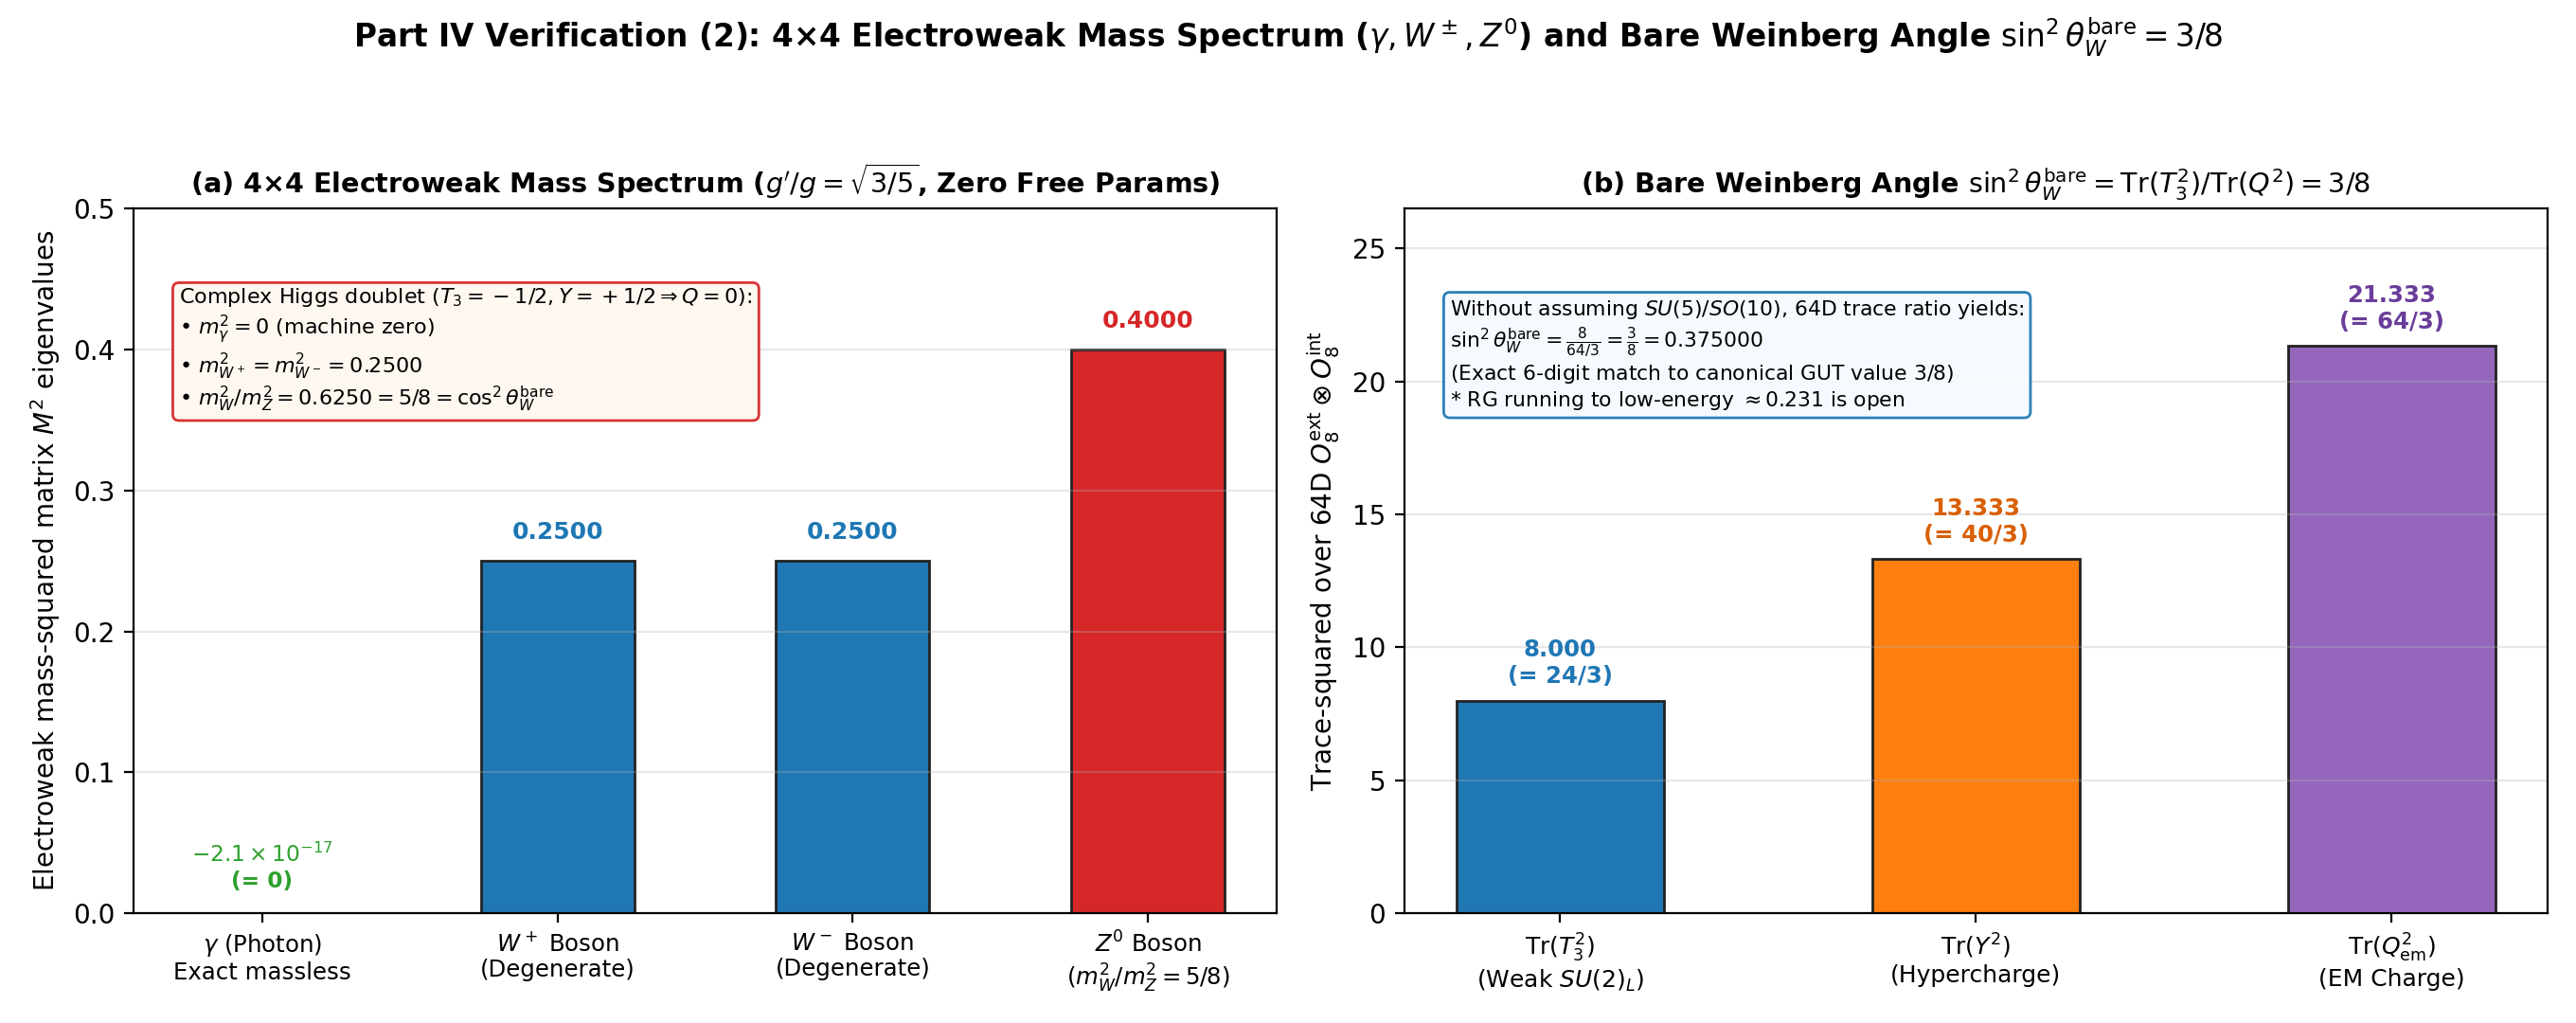 Part IV Verification (2): 4×4 Electroweak Mass Spectrum (γ, W±, Z⁰) and Bare Weinberg Angle sin² θ_W^bare = 3/8
(a) 4×4 Electroweak Mass Spectrum (g′/g = √3/5, Zero Free Params)
Electroweak mass-squared matrix M² eigenvalues
0.5
0.4
0.3
0.2
0.1
0.0
Complex Higgs doublet (T₃ = −1/2, Y = +1/2 ⇒ Q = 0):
• m_γ² = 0 (machine zero)
• m²_W⁺ = m²_W⁻ = 0.2500
• m²_W/m²_Z = 0.6250 = 5/8 = cos² θ_W^bare
−2.1 × 10⁻¹⁷
(= 0)
0.2500
0.2500
0.4000
γ (Photon)
Exact massless
W⁺ Boson
(Degenerate)
W⁻ Boson
(Degenerate)
Z⁰ Boson
(m²_W/m²_Z = 5/8)
(b) Bare Weinberg Angle sin² θ_W^bare = Tr(T₃²)/Tr(Q²) = 3/8
Trace-squared over 64D O₈^ext ⊗ O₈^int
25
20
15
10
5
0
Without assuming SU(5)/SO(10), 64D trace ratio yields:
sin² θ_W^bare = 8/(64/3) = 3/8 = 0.375000
(Exact 6-digit match to canonical GUT value 3/8)
* RG running to low-energy ≈ 0.231 is open
8.000
(= 24/3)
13.333
(= 40/3)
21.333
(= 64/3)
Tr(T₃²)
(Weak SU(2)_L)
Tr(Y²)
(Hypercharge)
Tr(Q²_em)
(EM Charge)